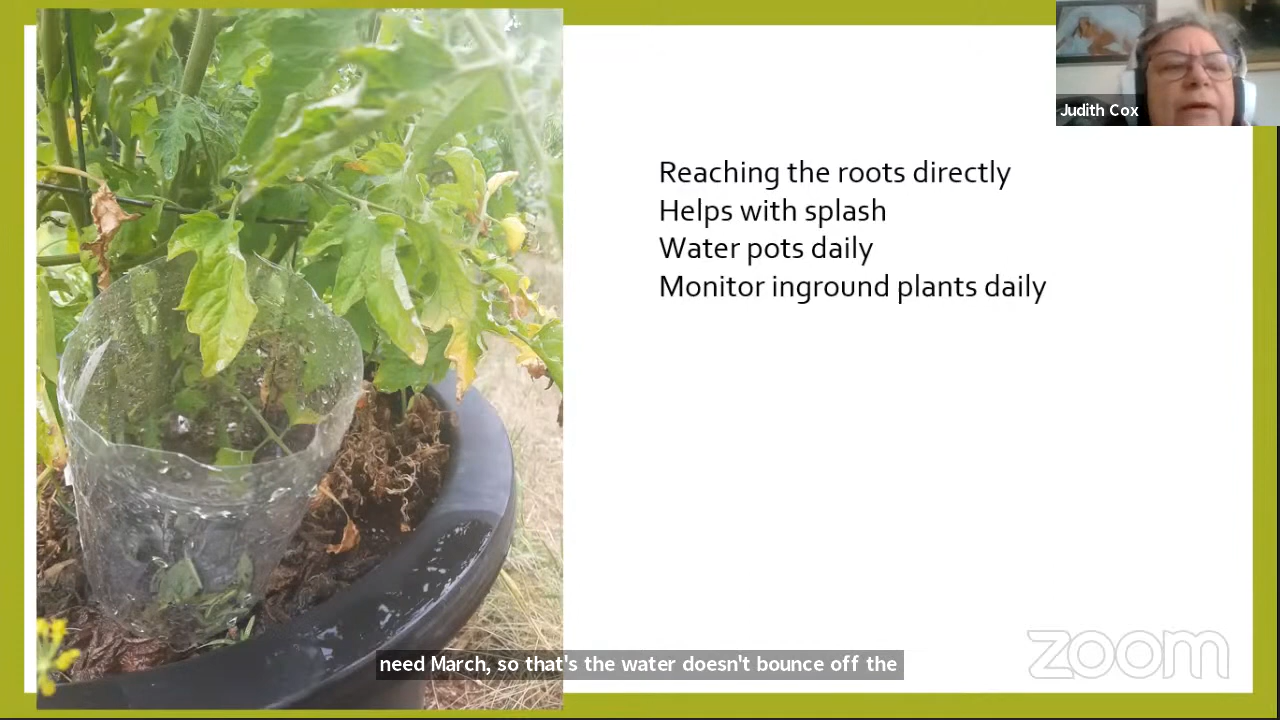 Judith Cox
Reaching the roots directly
Helps with splash
Water pots daily
Monitor inground plants daily
zoom
need March, so that's the water doesn't bounce off the